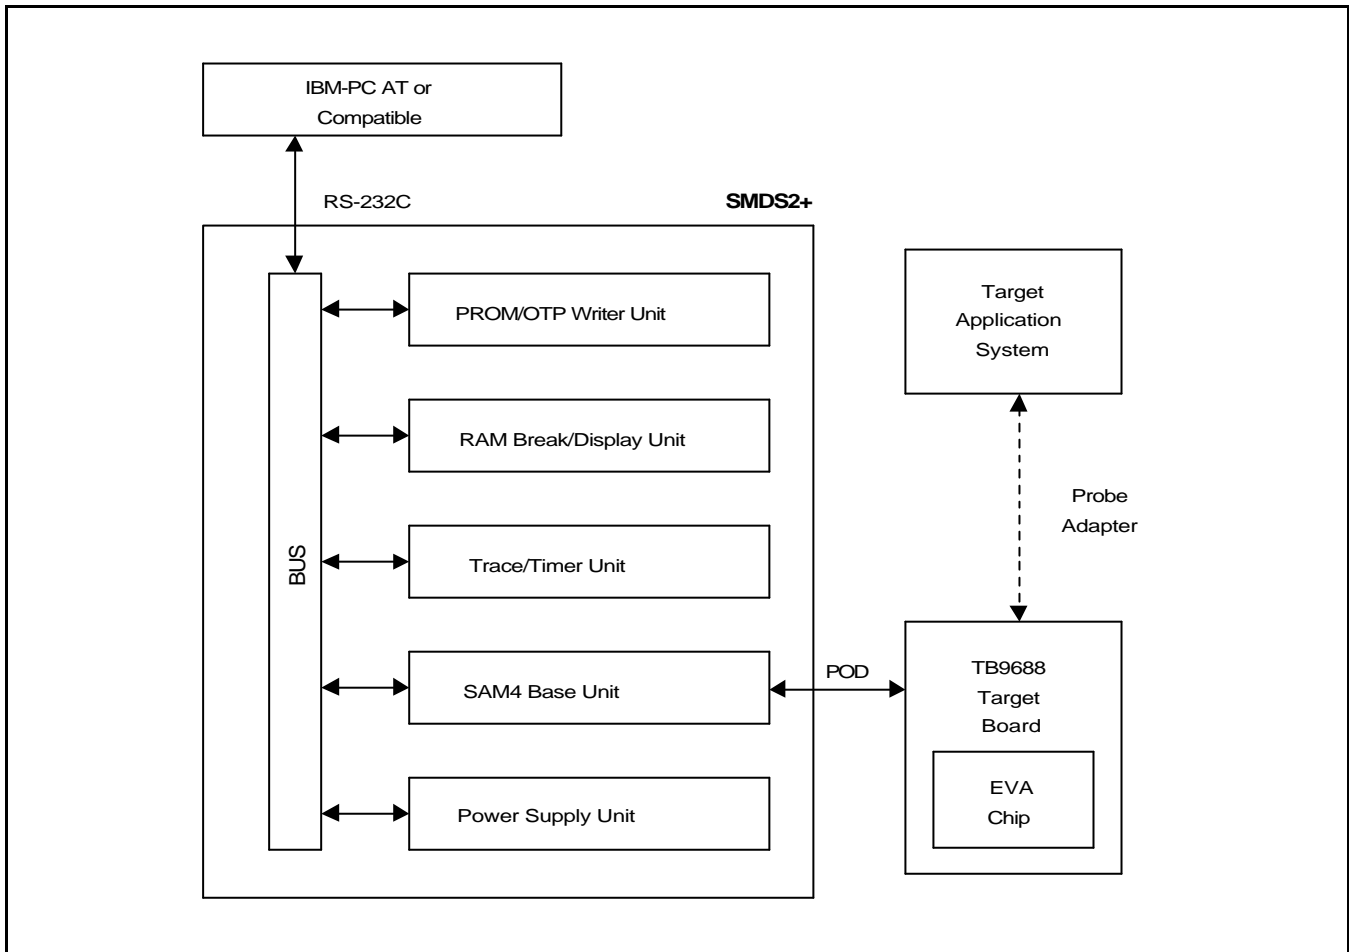 IBM-PC AT or
Compatible
RS-232C
SMDS2+
BUS
PROM/OTP Writer Unit
RAM Break/Display Unit
Trace/Timer Unit
SAM4 Base Unit
Power Supply Unit
POD
Target
Application
System
Probe
Adapter
TB9688
Target
Board
EVA
Chip